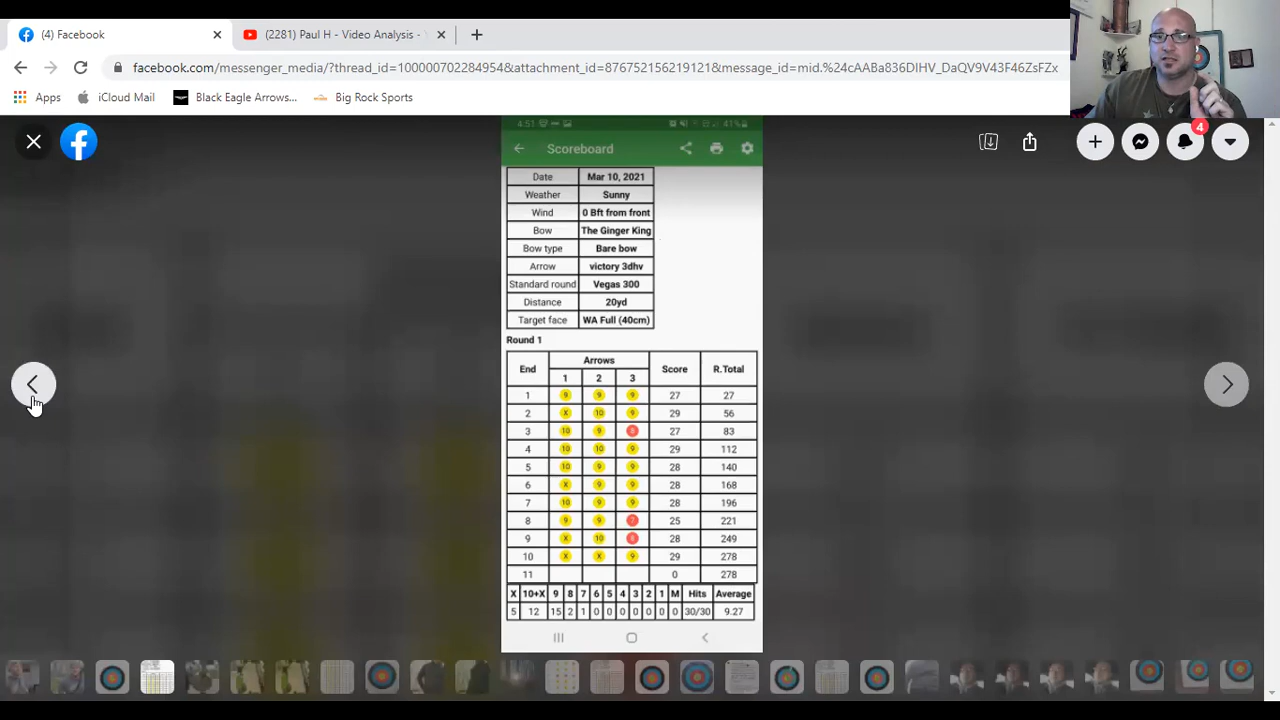 (4) Facebook
(2281) Paul H - Video Analysis -
facebook.com/messenger_media/?thread_id=100000702284954&attachment_id=876752156219121&message_id=mid.%24cAABa836DIHV_DaQV9V43F46ZsFZx
Apps iCloud Mail Black Eagle Arrows... Big Rock Sports
4
4:51 41%
Scoreboard
Date Mar 10, 2021
Weather Sunny
Wind 0 Bft from front
Bow The Ginger King
Bow type Bare bow
Arrow victory 3dhv
Standard round Vegas 300
Distance 20yd
Target face WA Full (40cm)
Round 1
End Arrows Score R.Total
1 2 3
1 9 9 9 27 27
2 X 10 9 29 56
3 10 9 8 27 83
4 10 10 9 29 112
5 10 9 9 28 140
6 X 9 9 28 168
7 10 9 9 28 196
8 9 9 7 25 221
9 X 10 8 28 249
10 X X 9 29 278
11 0 278
X 10+X 9 8 7 6 5 4 3 2 1 M Hits Average
5 12 15 2 1 0 0 0 0 0 0 0 30/30 9.27